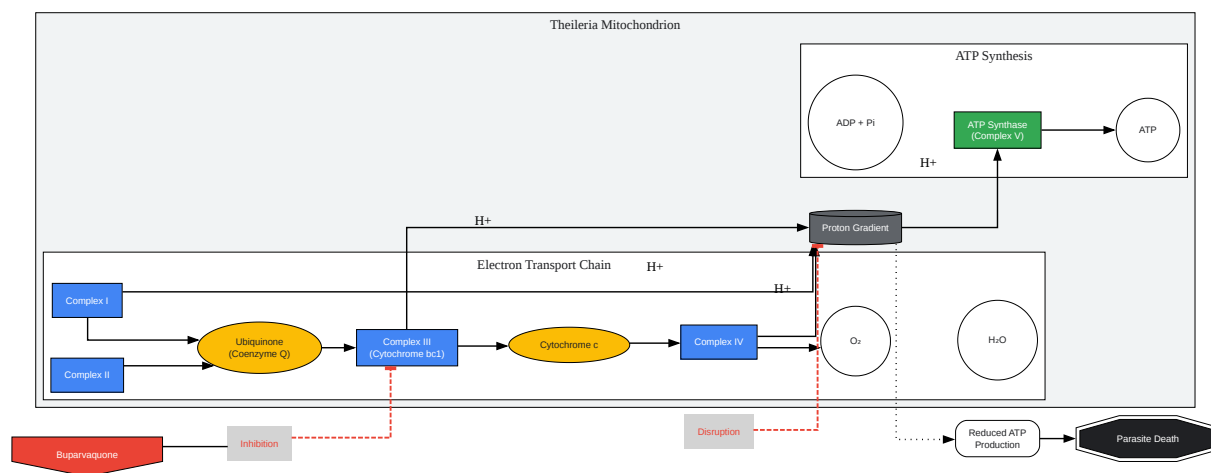 Theileria Mitochondrion
ATP Synthesis
ADP + Pi
ATP Synthase
(Complex V)
ATP
H+
H+
Proton Gradient
Electron Transport Chain
H+
H+
Complex I
Ubiquinone
(Coenzyme Q)
Complex III
(Cytochrome bc1)
Cytochrome c
Complex IV
O₂
H₂O
Complex II
Buparvaquone
Inhibition
Disruption
Reduced ATP
Production
Parasite Death